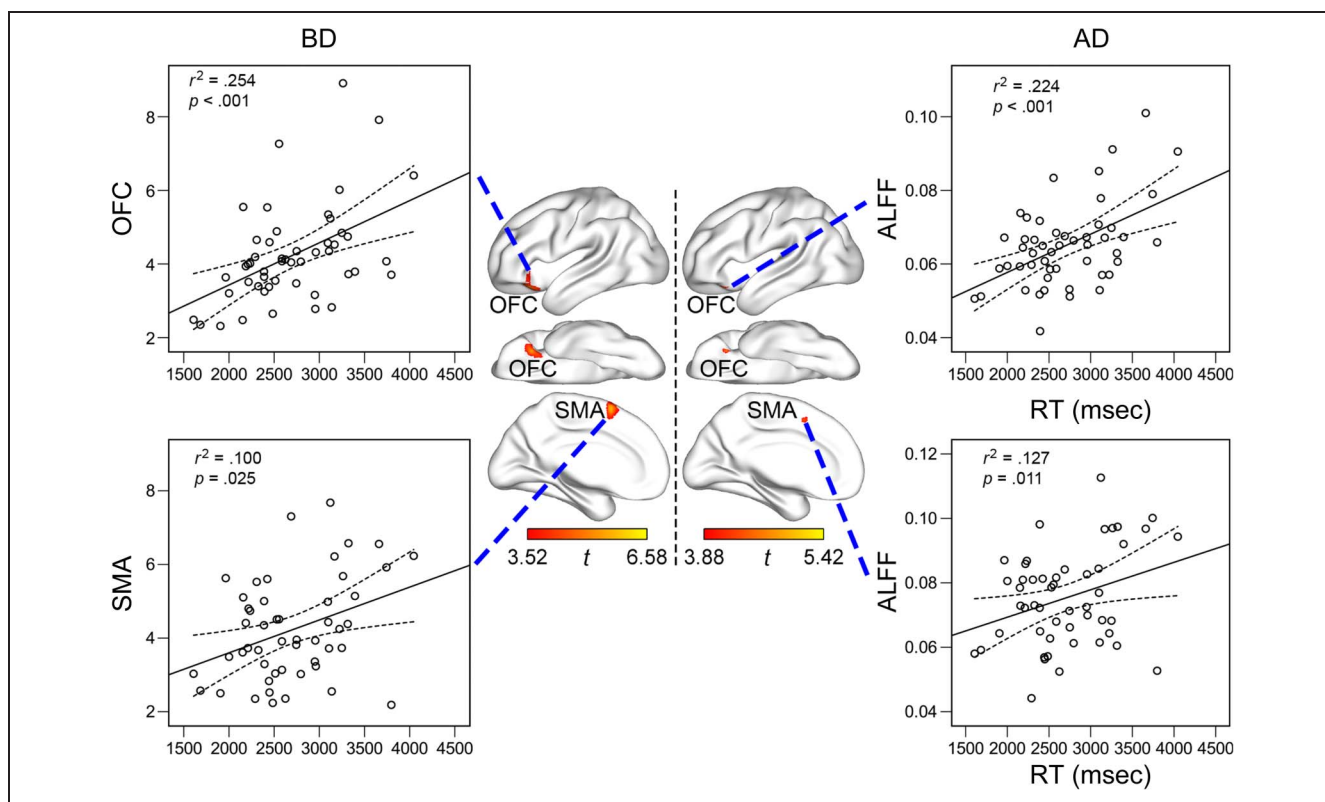 BD
r² = .254
p < .001
OFC
8
6
4
2
1500 2000 2500 3000 3500 4000 4500
r² = .100
p = .025
SMA
8
6
4
2
1500 2000 2500 3000 3500 4000 4500
OFC
OFC
SMA
3.52 t 6.58
OFC
OFC
SMA
3.88 t 5.42
AD
r² = .224
p < .001
ALFF
0.10
0.08
0.06
0.04
1500 2000 2500 3000 3500 4000 4500
RT (msec)
r² = .127
p = .011
ALFF
0.12
0.10
0.08
0.06
0.04
1500 2000 2500 3000 3500 4000 4500
RT (msec)